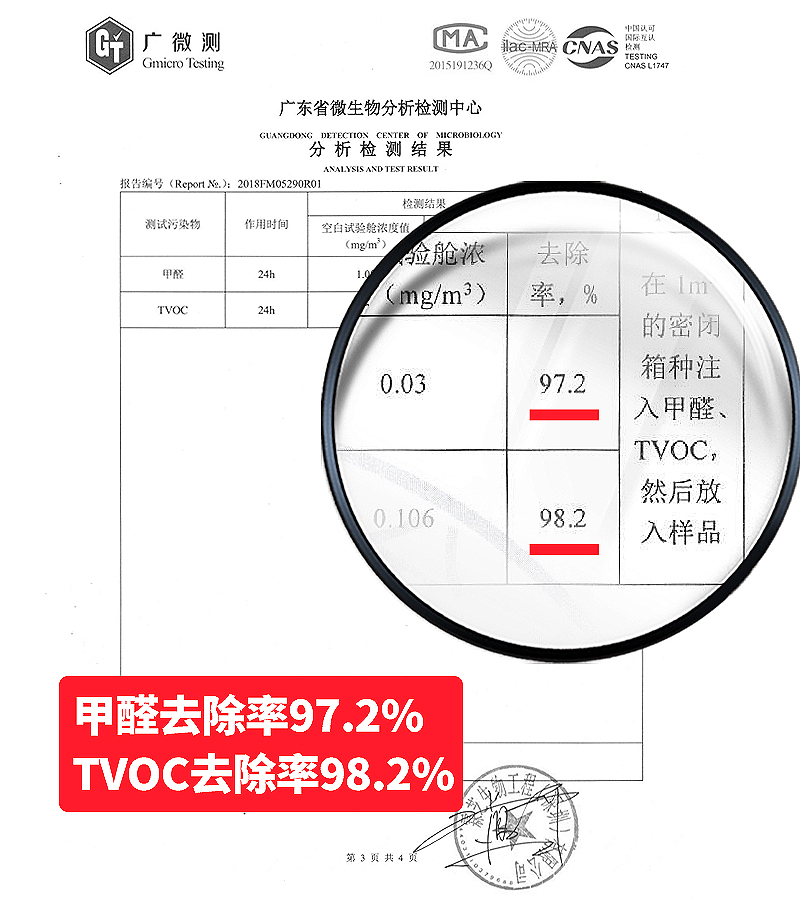 广微测
Gmicro Testing
MA
2015191236Q
ilac-MRA
CNAS
中国认可
国际互认
检测
TESTING
CNAS L1747
广东省微生物分析检测中心
GUANGDONG DETECTION CENTER OF MICROBIOLOGY
分析检测结果
ANALYSIS AND TEST RESULT
报告编号（Report №.）：2018FM05290R01
检测结果
测试污染物
作用时间
空白试验舱浓度值
（mg/m³）
甲醛
24h
TVOC
24h
验舱浓
（mg/m³）
去除
率，%
0.03
97.2
0.106
98.2
在 1m
的密闭
箱种注
入甲醛、
TVOC，
然后放
入样品
甲醛去除率97.2%
TVOC去除率98.2%
第 3 页 共 4 页